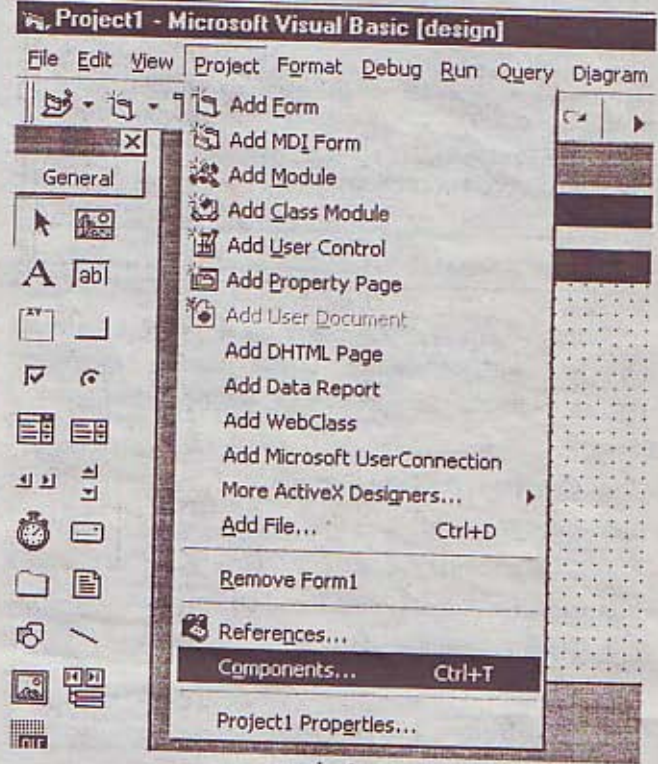 Project1 - Microsoft Visual Basic [design]
File Edit View Project Format Debug Run Query Diagram
General
A ab|
XY
Add Form
Add MDI Form
Add Module
Add Class Module
Add User Control
Add Property Page
Add User Document
Add DHTML Page
Add Data Report
Add WebClass
Add Microsoft UserConnection
More ActiveX Designers...
Add File... Ctrl+D
Remove Form1
References...
Components... Ctrl+T
Project1 Properties...